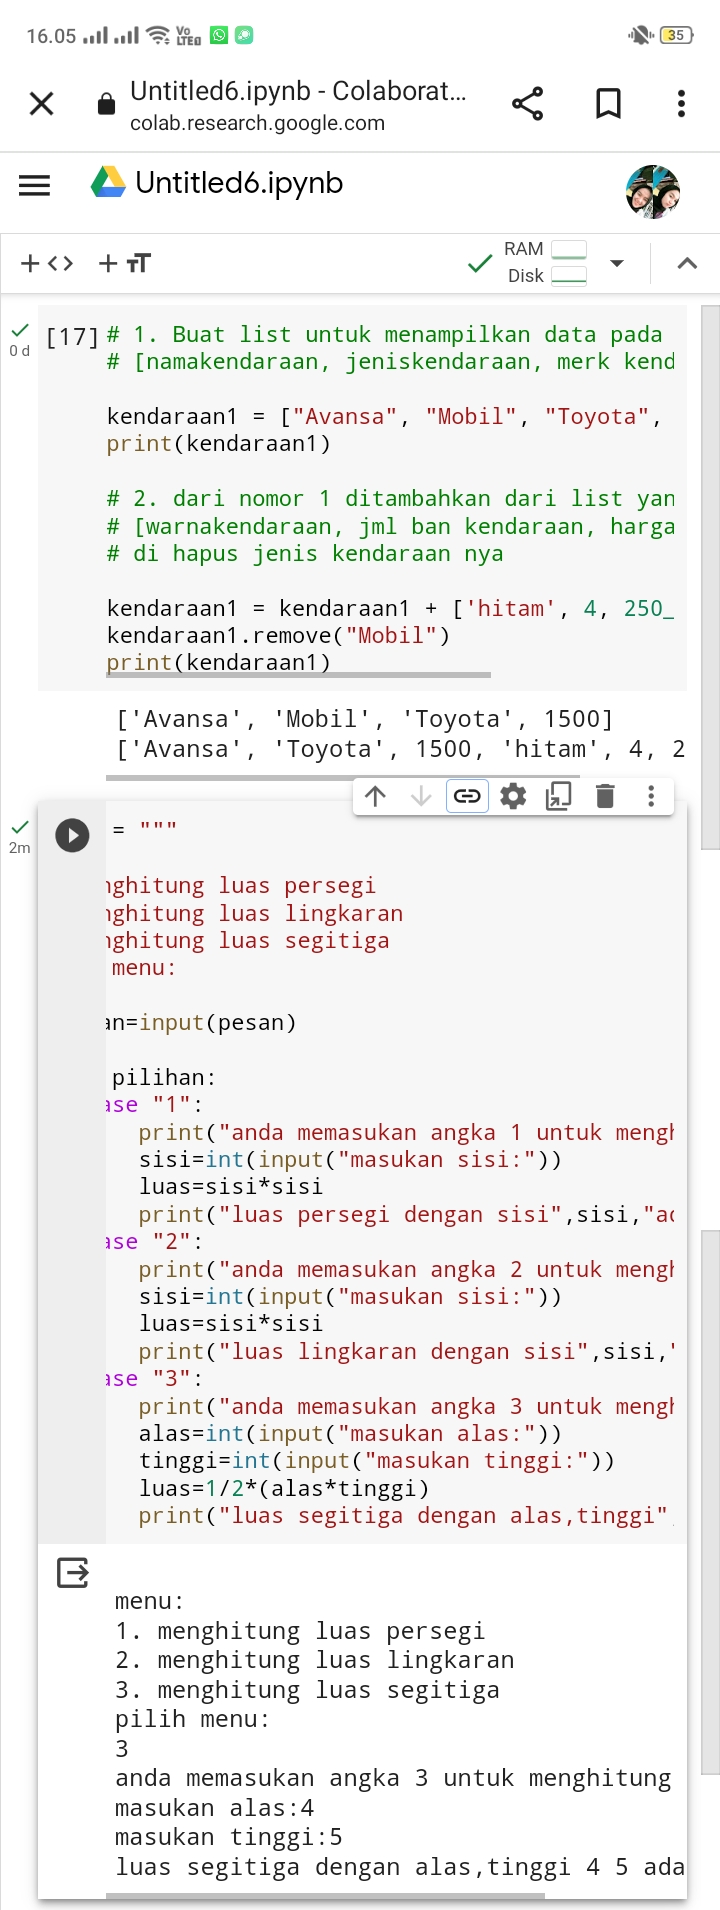 16.05 Vo LTE 35
Untitled6.ipynb - Colaborat...
colab.research.google.com
Untitled6.ipynb
+ <> + TT RAM
Disk
[17] # 1. Buat list untuk menampilkan data pada
0 d # [namakendaraan, jeniskendaraan, merk kend
kendaraan1 = ["Avansa", "Mobil", "Toyota",
print(kendaraan1)
# 2. dari nomor 1 ditambahkan dari list yan
# [warnakendaraan, jml ban kendaraan, harga
# di hapus jenis kendaraan nya
kendaraan1 = kendaraan1 + ['hitam', 4, 250_
kendaraan1.remove("Mobil")
print(kendaraan1)
['Avansa', 'Mobil', 'Toyota', 1500]
['Avansa', 'Toyota', 1500, 'hitam', 4, 2
= """
2m
nghitung luas persegi
nghitung luas lingkaran
nghitung luas segitiga
menu:
an=input(pesan)
pilihan:
ase "1":
print("anda memasukan angka 1 untuk mengh
sisi=int(input("masukan sisi:"))
luas=sisi*sisi
print("luas persegi dengan sisi",sisi,"ad
ase "2":
print("anda memasukan angka 2 untuk mengh
sisi=int(input("masukan sisi:"))
luas=sisi*sisi
print("luas lingkaran dengan sisi",sisi,"
ase "3":
print("anda memasukan angka 3 untuk mengh
alas=int(input("masukan alas:"))
tinggi=int(input("masukan tinggi:"))
luas=1/2*(alas*tinggi)
print("luas segitiga dengan alas,tinggi",
menu:
1. menghitung luas persegi
2. menghitung luas lingkaran
3. menghitung luas segitiga
pilih menu:
3
anda memasukan angka 3 untuk menghitung
masukan alas:4
masukan tinggi:5
luas segitiga dengan alas,tinggi 4 5 ada